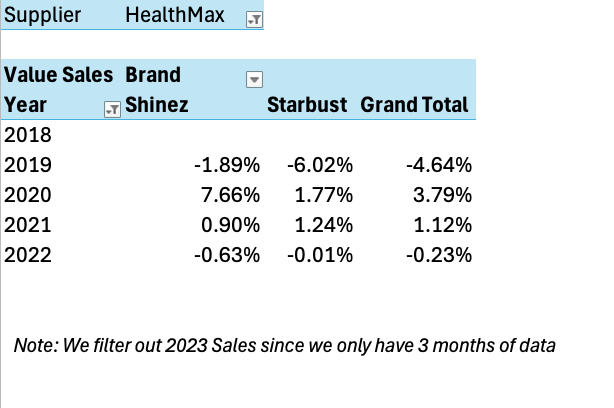 Supplier HealthMax
Value Sales Brand
Year Shinez Starbust Grand Total
2018
2019 -1.89% -6.02% -4.64%
2020 7.66% 1.77% 3.79%
2021 0.90% 1.24% 1.12%
2022 -0.63% -0.01% -0.23%
Note: We filter out 2023 Sales since we only have 3 months of data